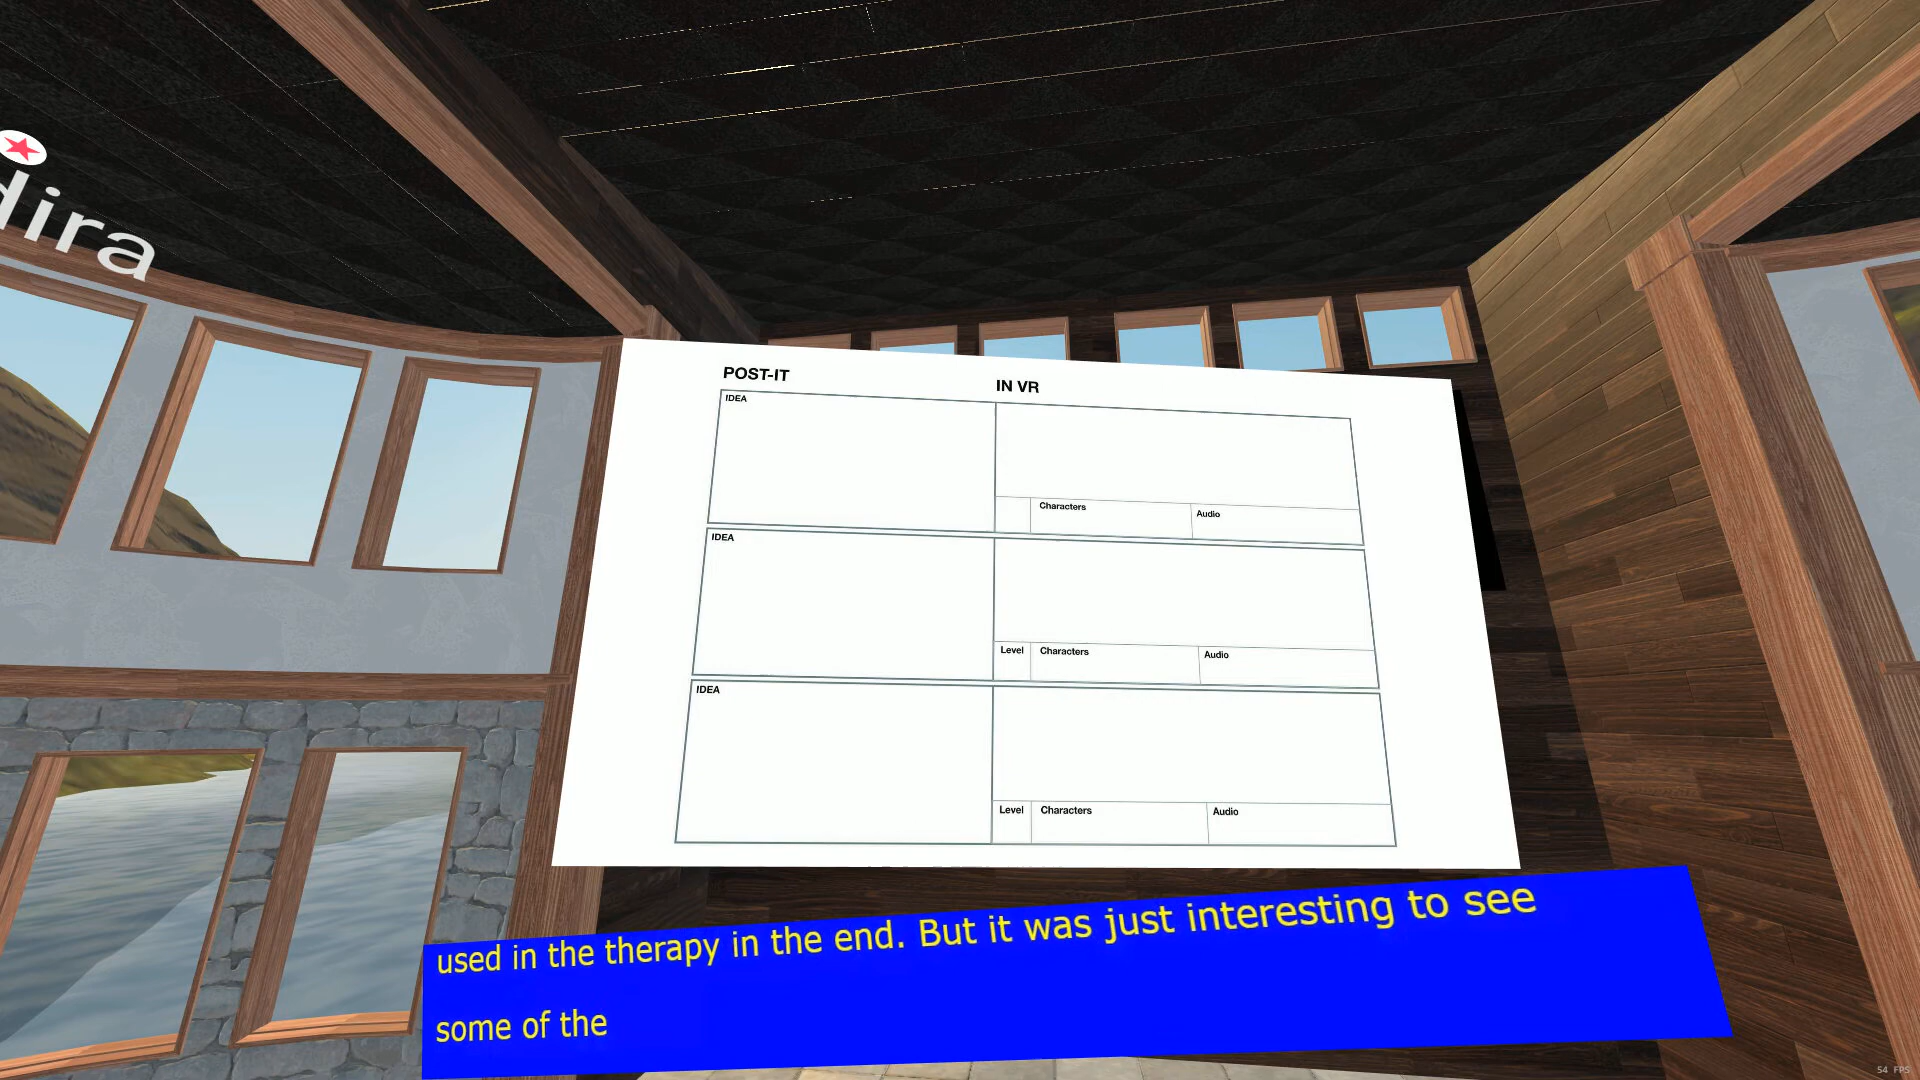 dira
POST-IT
IN VR
IDEA
Characters
Audio
IDEA
Level
Characters
Audio
IDEA
Level
Characters
Audio
used in the therapy in the end. But it was just interesting to see
some of the
54 FPS